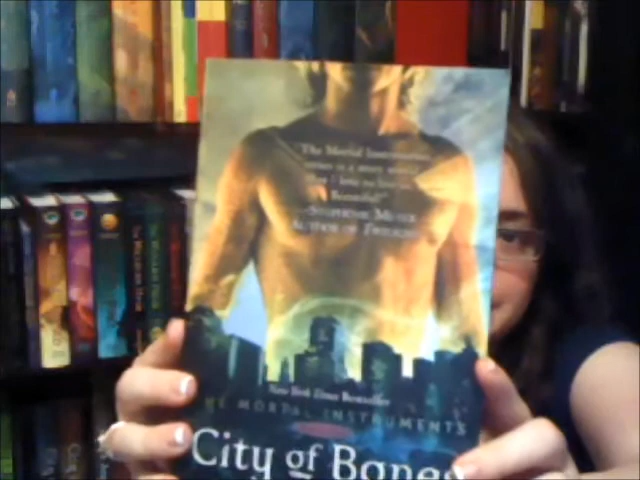 "The Mortal Instruments
series is a story world
that I love to live in.
Beautiful!"
—STEPHENIE MEYER
AUTHOR OF TWILIGHT
New York Times Bestseller
THE MORTAL INSTRUMENTS
City of Bones